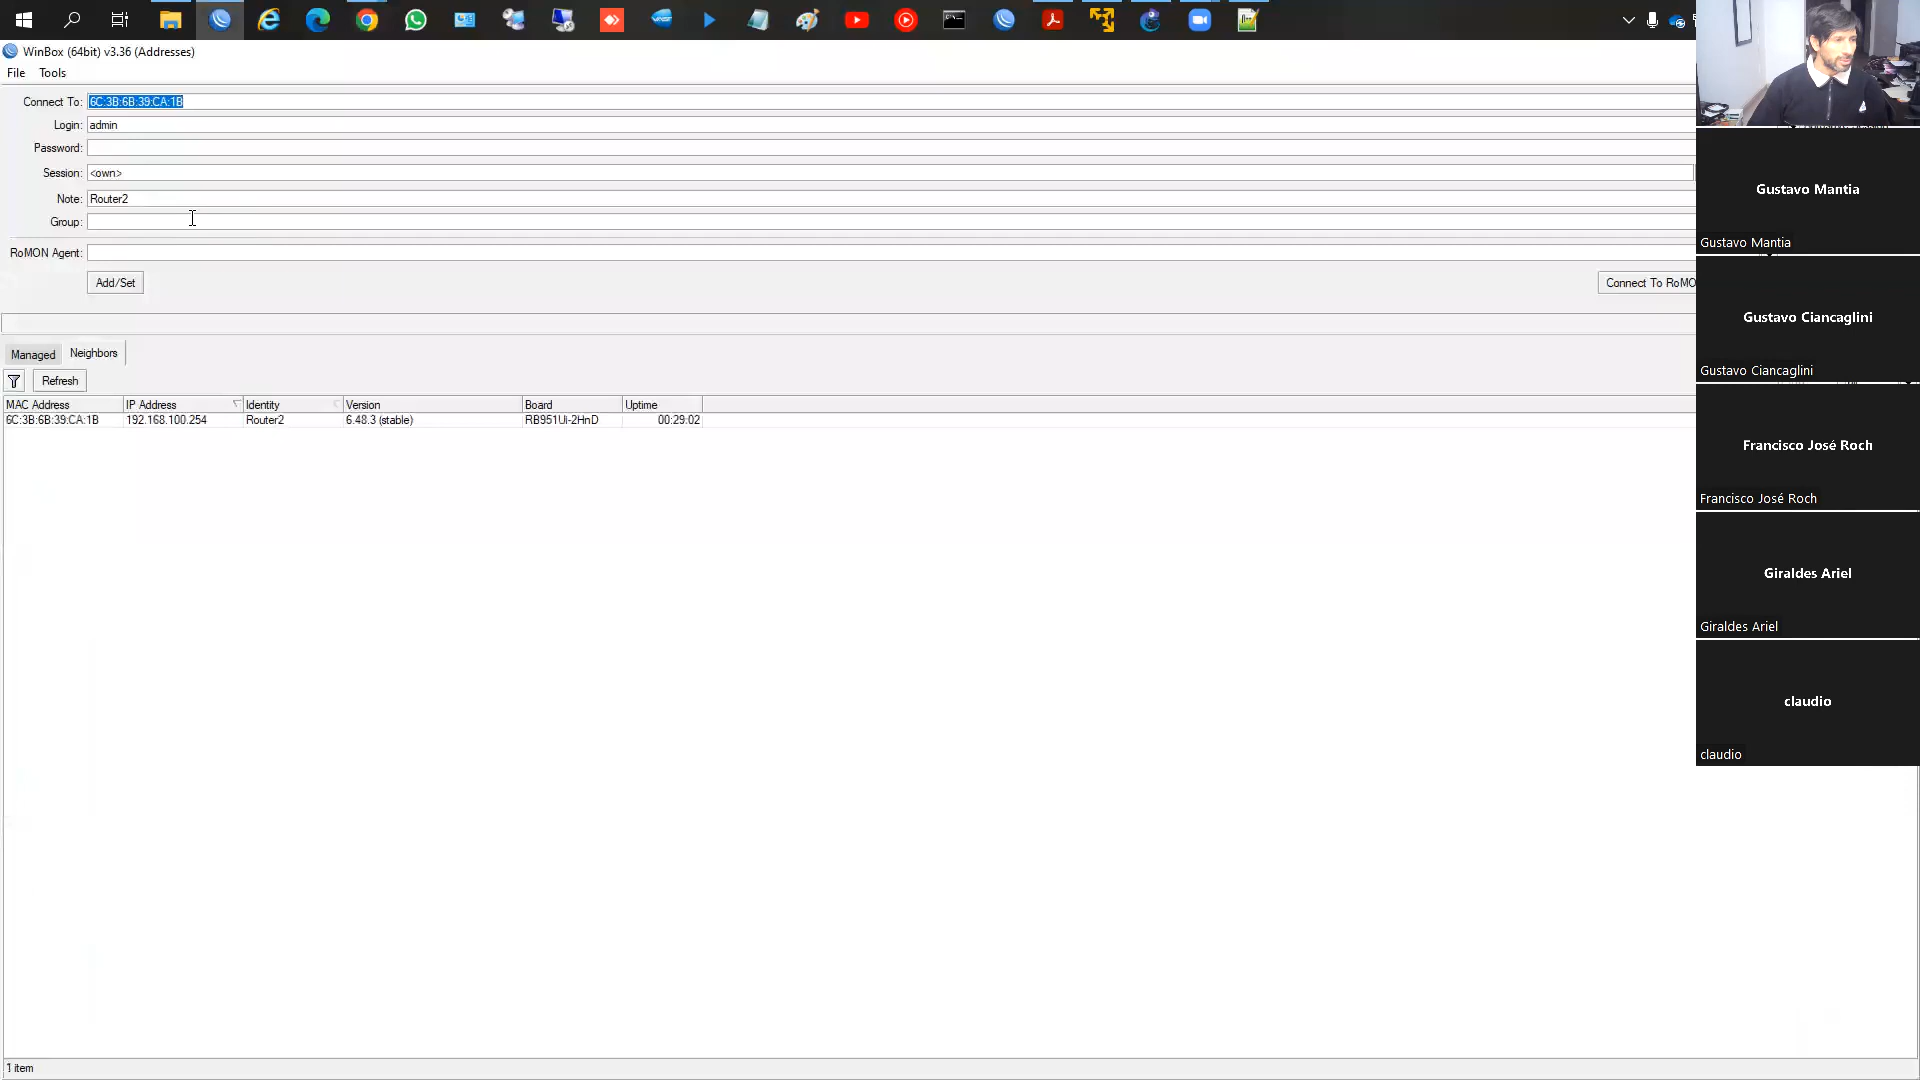 WinBox (64bit) v3.36 (Addresses)
File Tools
Connect To: 6C:3B:6B:39:CA:1B
Login: admin
Password:
Session: <own>
Note: Router2
Group:
RoMON Agent:
Add/Set
Connect To RoMO
Managed Neighbors
Refresh
MAC Address IP Address Identity Version Board Uptime
6C:3B:6B:39:CA:1B 192.168.100.254 Router2 6.48.3 (stable) RB951Ui-2HnD 00:29:02
1 item
Gustavo Mantia
Gustavo Mantia
Gustavo Ciancaglini
Gustavo Ciancaglini
Francisco José Roch
Francisco José Roch
Giraldes Ariel
Giraldes Ariel
claudio
claudio